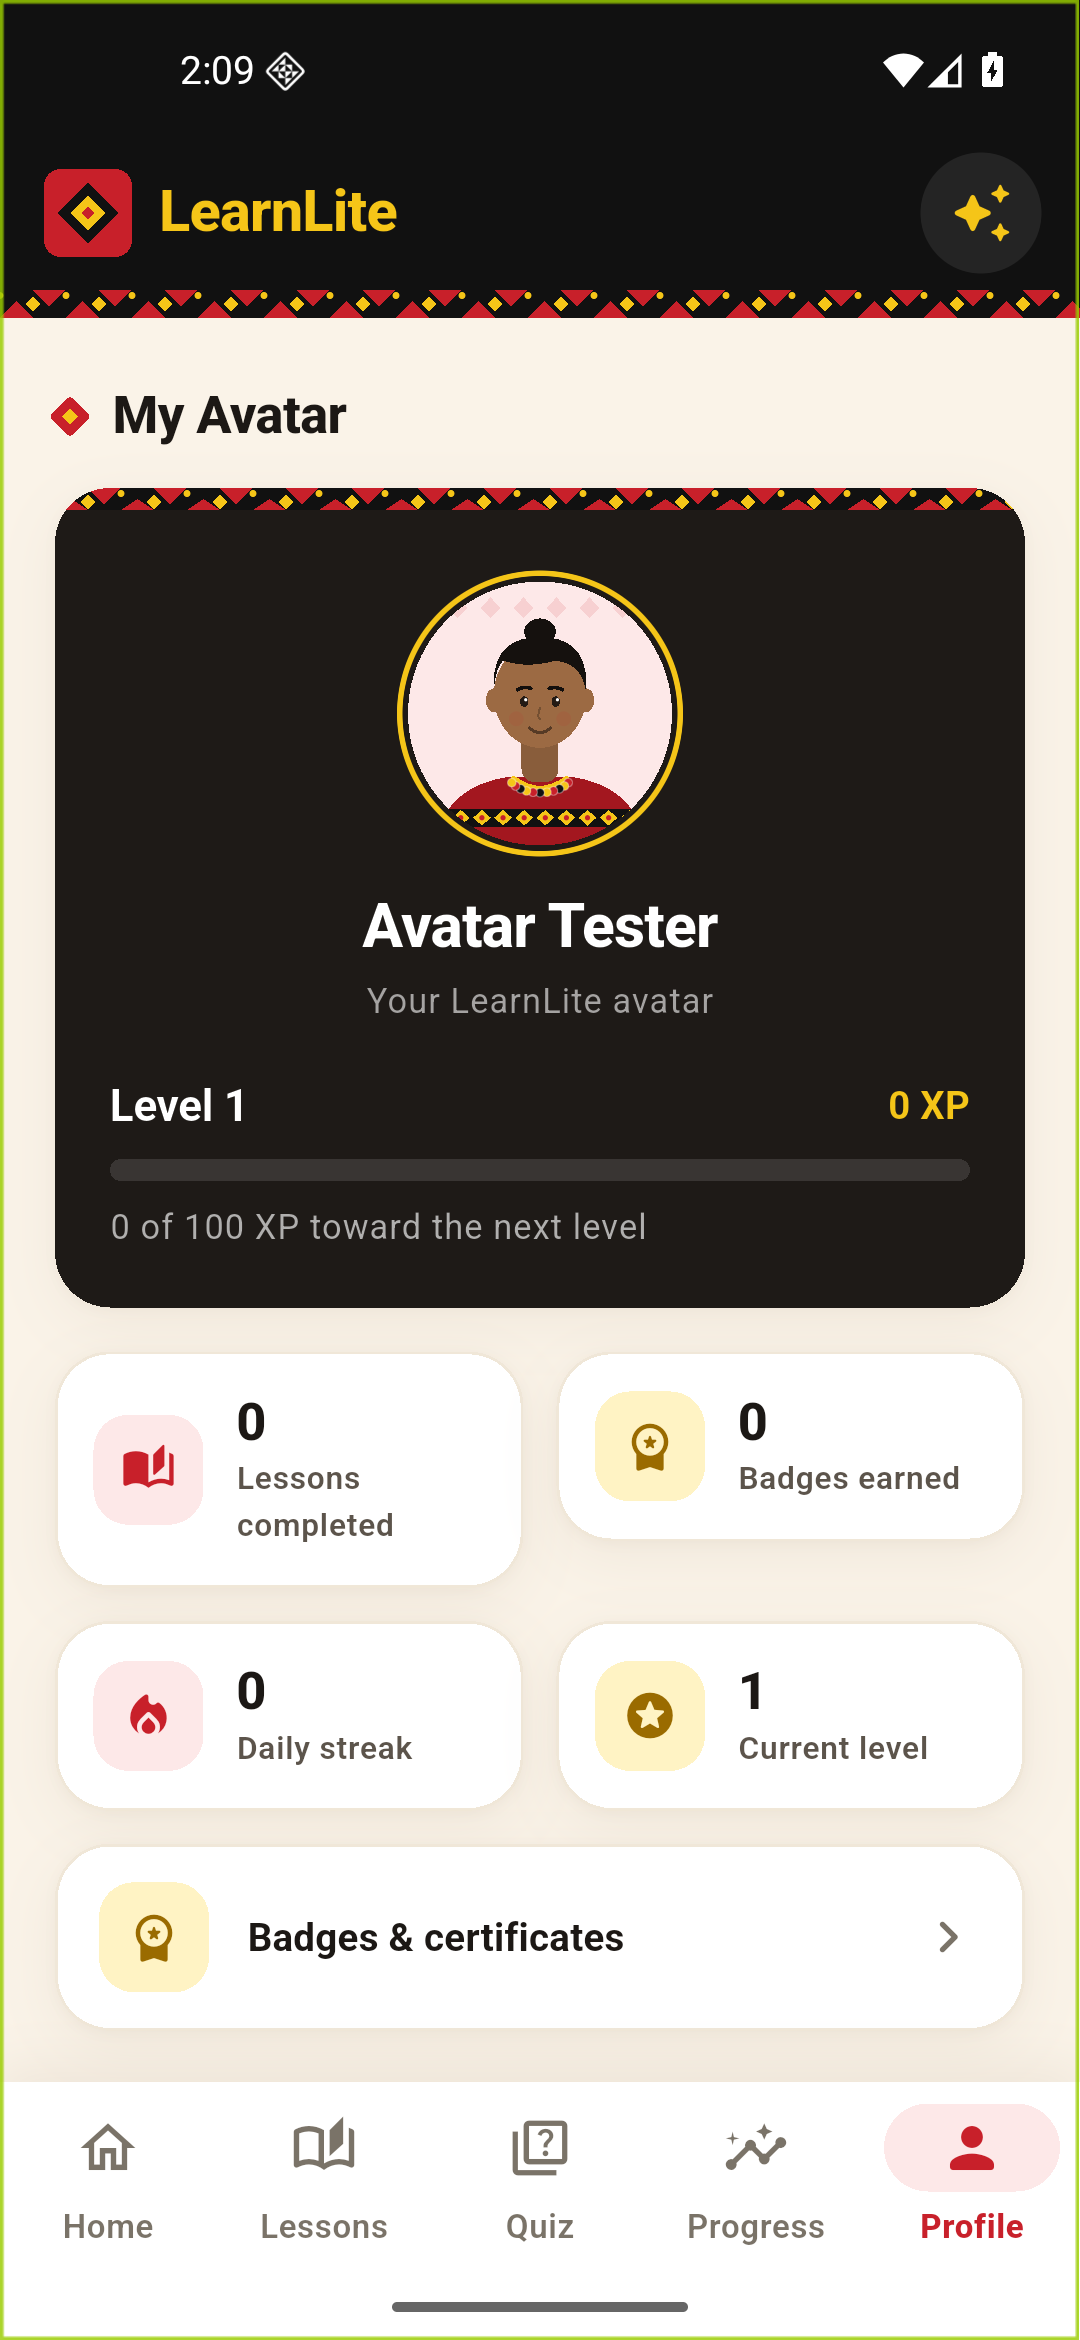 2:09
LearnLite
My Avatar
Avatar Tester
Your LearnLite avatar
Level 1
0 XP
0 of 100 XP toward the next level
0
Lessons
completed
0
Badges earned
0
Daily streak
1
Current level
Badges & certificates
Home
Lessons
Quiz
Progress
Profile